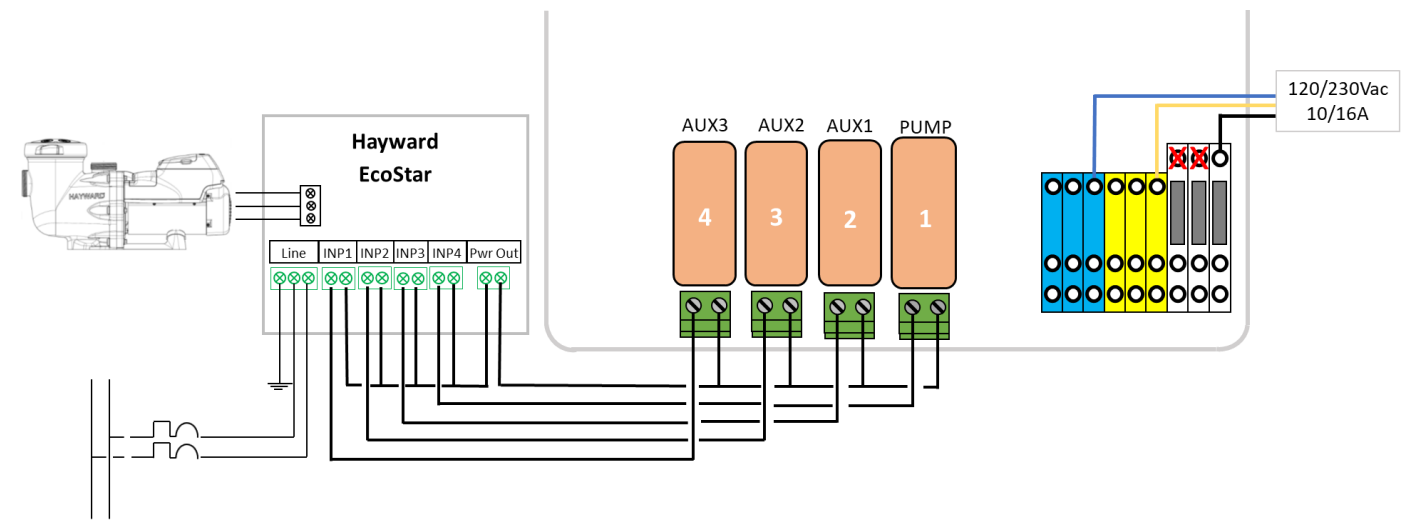 120/230Vac
10/16A
AUX3 AUX2 AUX1 PUMP
Hayward
EcoStar
HAYWARD
4 3 2 1
Line INP1 INP2 INP3 INP4 Pwr Out